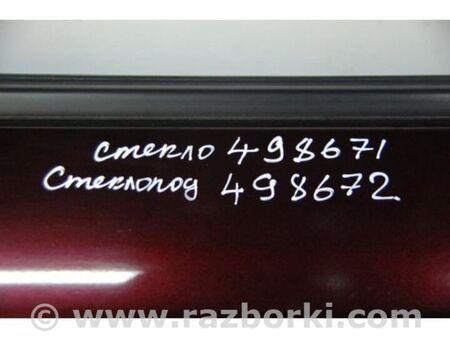 стекло 498671
Стеклопод 498672
© www.razborki.com